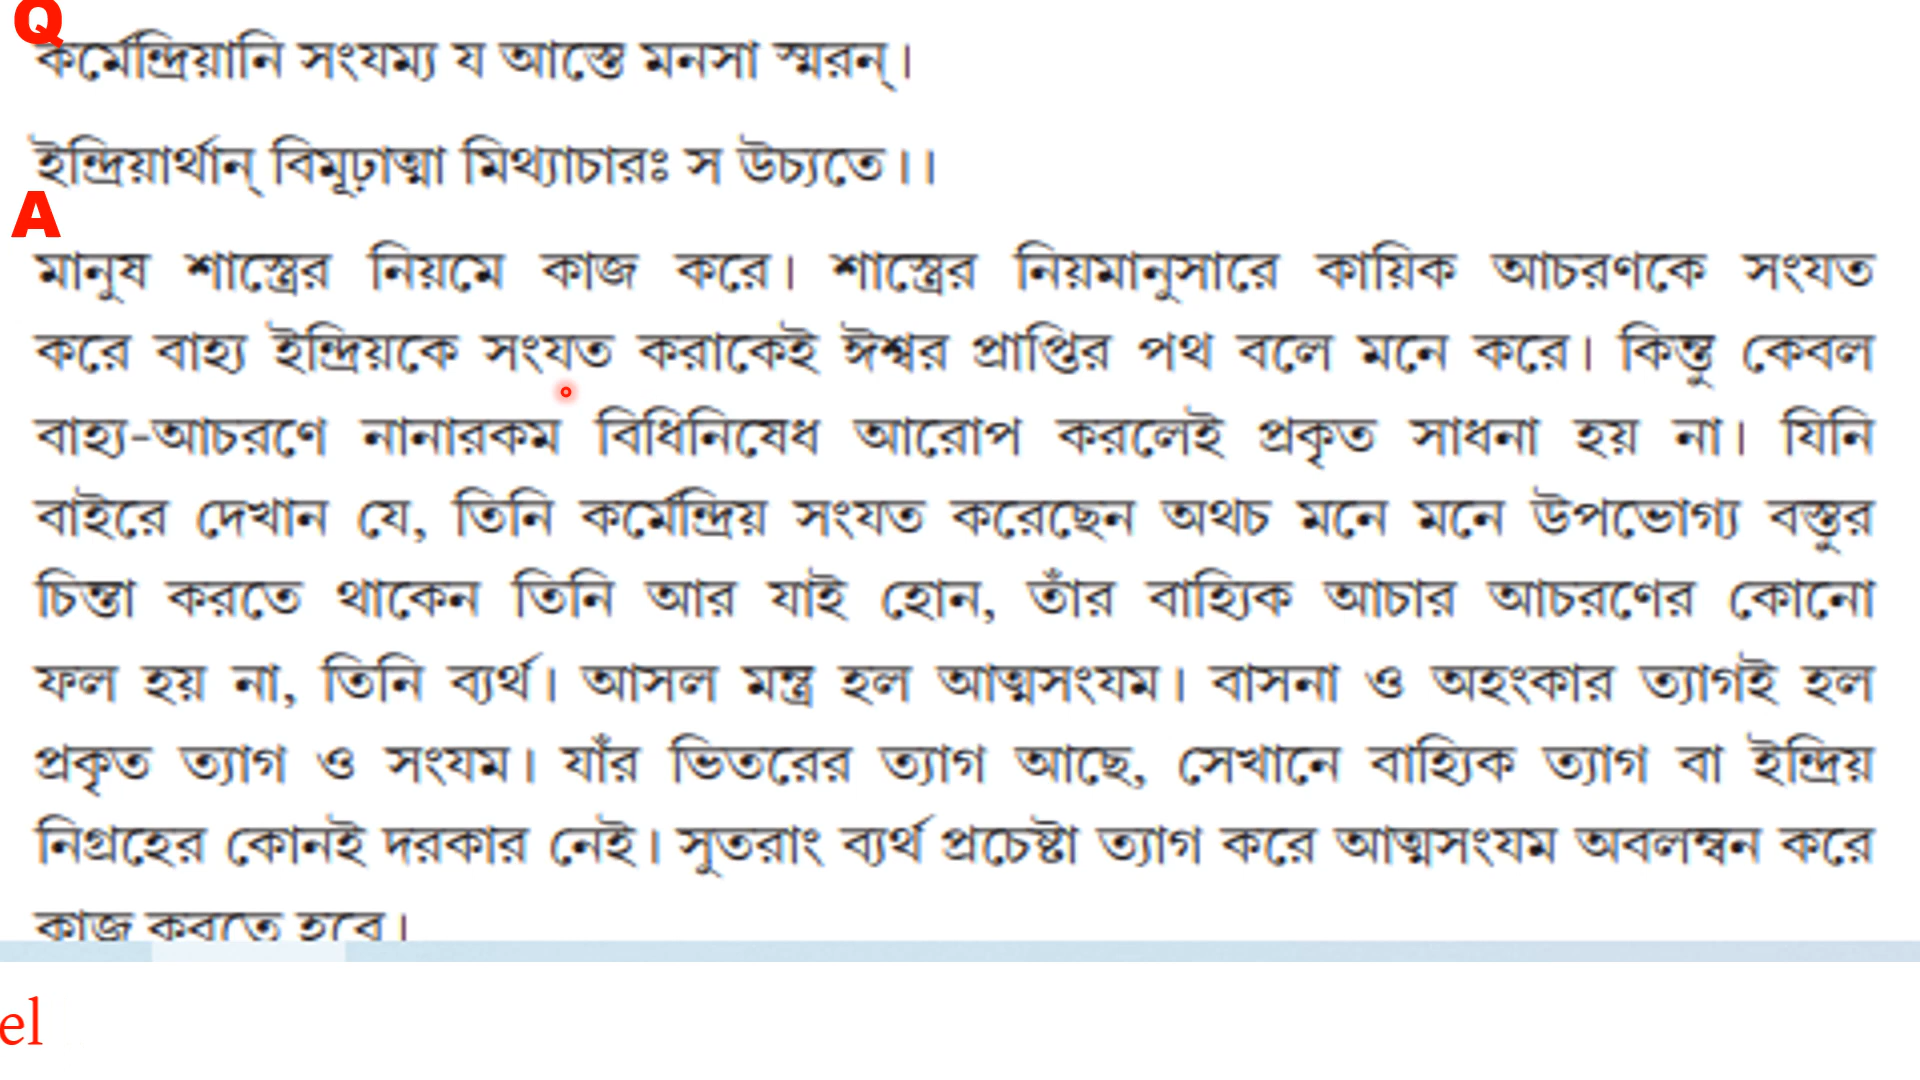 Q
কর্মেন্দ্রিয়ানি সংযম্য য আস্তে মনসা স্মরন্।
ইন্দ্রিয়ার্থান্ বিমূঢ়াত্মা মিথ্যাচারঃ স উচ্যতে।।
A
মানুষ শাস্ত্রের নিয়মে কাজ করে। শাস্ত্রের নিয়মানুসারে কায়িক আচরণকে সংযত
করে বাহ্য ইন্দ্রিয়কে সংযত করাকেই ঈশ্বর প্রাপ্তির পথ বলে মনে করে। কিন্তু কেবল
বাহ্য-আচরণে নানারকম বিধিনিষেধ আরোপ করলেই প্রকৃত সাধনা হয় না। যিনি
বাইরে দেখান যে, তিনি কর্মেন্দ্রিয় সংযত করেছেন অথচ মনে মনে উপভোগ্য বস্তুর
চিন্তা করতে থাকেন তিনি আর যাই হোন, তাঁর বাহ্যিক আচার আচরণের কোনো
ফল হয় না, তিনি ব্যর্থ। আসল মন্ত্র হল আত্মসংযম। বাসনা ও অহংকার ত্যাগই হল
প্রকৃত ত্যাগ ও সংযম। যাঁর ভিতরের ত্যাগ আছে, সেখানে বাহ্যিক ত্যাগ বা ইন্দ্রিয়
নিগ্রহের কোনই দরকার নেই। সুতরাং ব্যর্থ প্রচেষ্টা ত্যাগ করে আত্মসংযম অবলম্বন করে
কাজ করতে হবে।
el